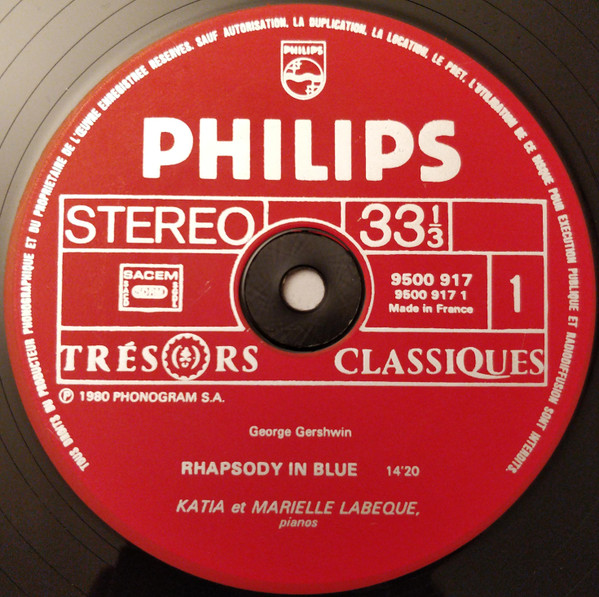 TOUS DROITS DU PRODUCTEUR PHONOGRAPHIQUE ET DU PROPRIETAIRE DE L'ŒUVRE ENREGISTREE RESERVES. SAUF AUTORISATION, LA DUPLICATION, LA LOCATION, LE PRET, L'UTILISATION DE CE DISQUE POUR EXECUTION PUBLIQUE ET RADIODIFFUSION SONT INTERDITS.
PHILIPS
PHILIPS
STEREO
33 1/3
SACEM
9500 917
9500 917 1
Made in France
1
TRÉSORS CLASSIQUES
Ⓟ 1980 PHONOGRAM S.A.
George Gershwin
RHAPSODY IN BLUE 14'20
KATIA et MARIELLE LABEQUE,
pianos